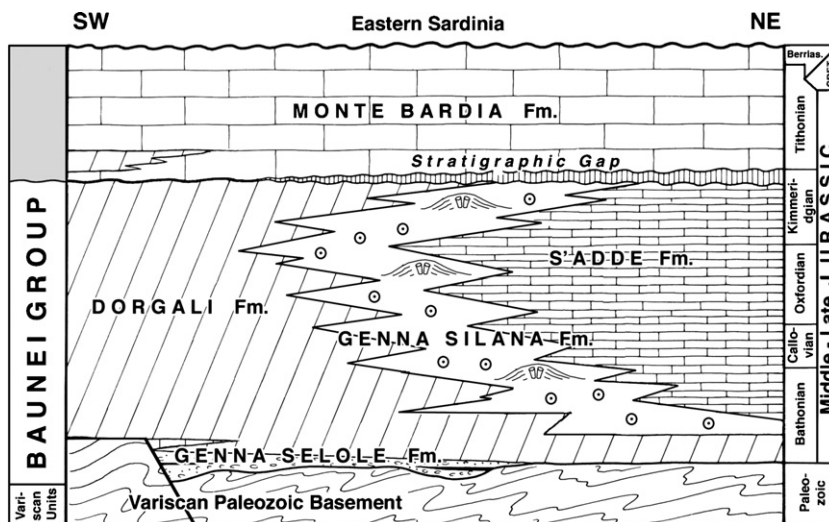 SW
Eastern Sardinia
NE
MONTE BARDIA Fm.
Stratigraphic Gap
S'ADDE Fm.
DORGALI Fm.
GENNA SILANA Fm.
GENNA SELOLE Fm.
Variscan Paleozoic Basement
BAUNEI GROUP
Vari-
scan
Units
Berrias.
Tithonian
Kimmeri-
dgian
Oxfordian
Callo-
vian
Bathonian
Paleo-
zoic
Middle - Late JURASSIC